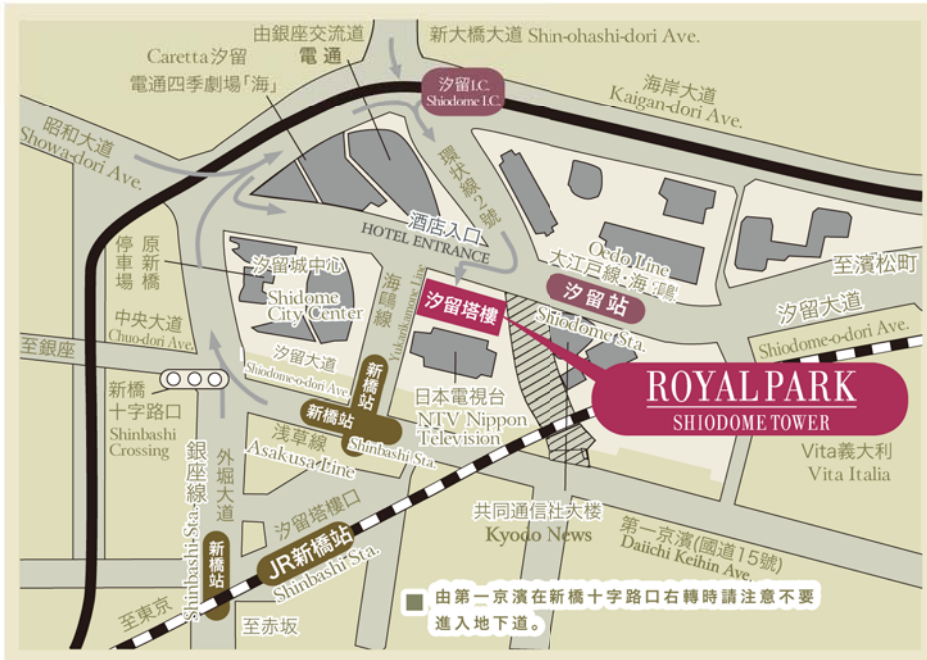 由銀座交流道
電通
新大橋大道 Shin-ohashi-dori Ave.
Caretta汐留
電通四季劇場「海」
汐留I.C.
Shiodome I.C.
海岸大道
Kaigan-dori Ave.
昭和大道
Showa-dori Ave.
環状線2號
酒店入口
HOTEL ENTRANCE
Oedo Line
大江戸線·海鷗
汐留站
Shiodome Sta.
至濱松町
汐留大道
Shiodome-o-dori Ave.
原新橋
停車場
汐留城中心
Shidome
City Center
海鷗線
Yurikamome Line
汐留塔樓
中央大道
Chuo-dori Ave.
至銀座
汐留大道
Shiodome-o-dori Ave.
新橋站
新橋站
Shinbashi Sta.
日本電視台
NTV Nippon
Television
ROYAL PARK
SHIODOME TOWER
新橋
十字路口
Shinbashi
Crossing
浅草線
Asakusa Line
Vita義大利
Vita Italia
銀座線
Shinbashi Sta.
外堀大道
汐留塔樓口
共同通信社大楼
Kyodo News
第一京濱(國道15號)
Daiichi Keihin Ave.
新橋站
JR新橋站
Shinbashi Sta.
至東京
至赤坂
由第一京濱在新橋十字路口右轉時請注意不要
進入地下道。